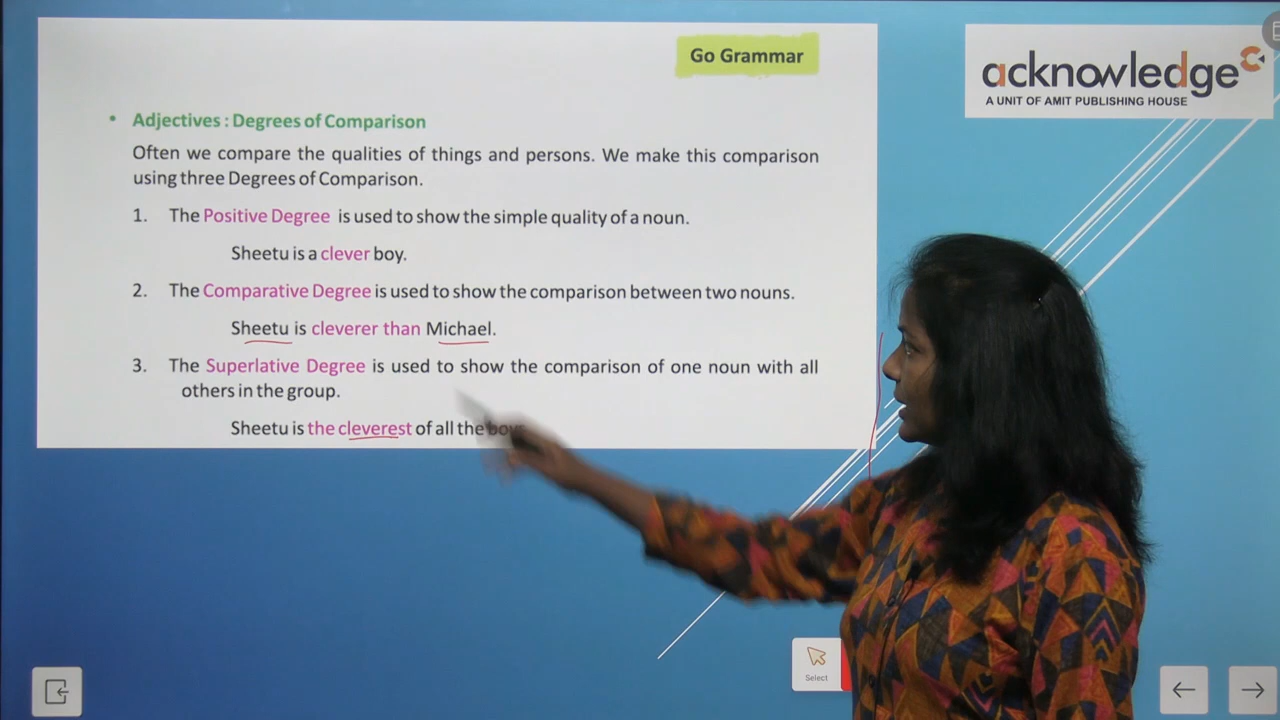 Go Grammar
acknowledge
A UNIT OF AMIT PUBLISHING HOUSE
• Adjectives : Degrees of Comparison
Often we compare the qualities of things and persons. We make this comparison
using three Degrees of Comparison.
1. The Positive Degree is used to show the simple quality of a noun.
Sheetu is a clever boy.
2. The Comparative Degree is used to show the comparison between two nouns.
Sheetu is cleverer than Michael.
3. The Superlative Degree is used to show the comparison of one noun with all
others in the group.
Sheetu is the cleverest of all the
Select